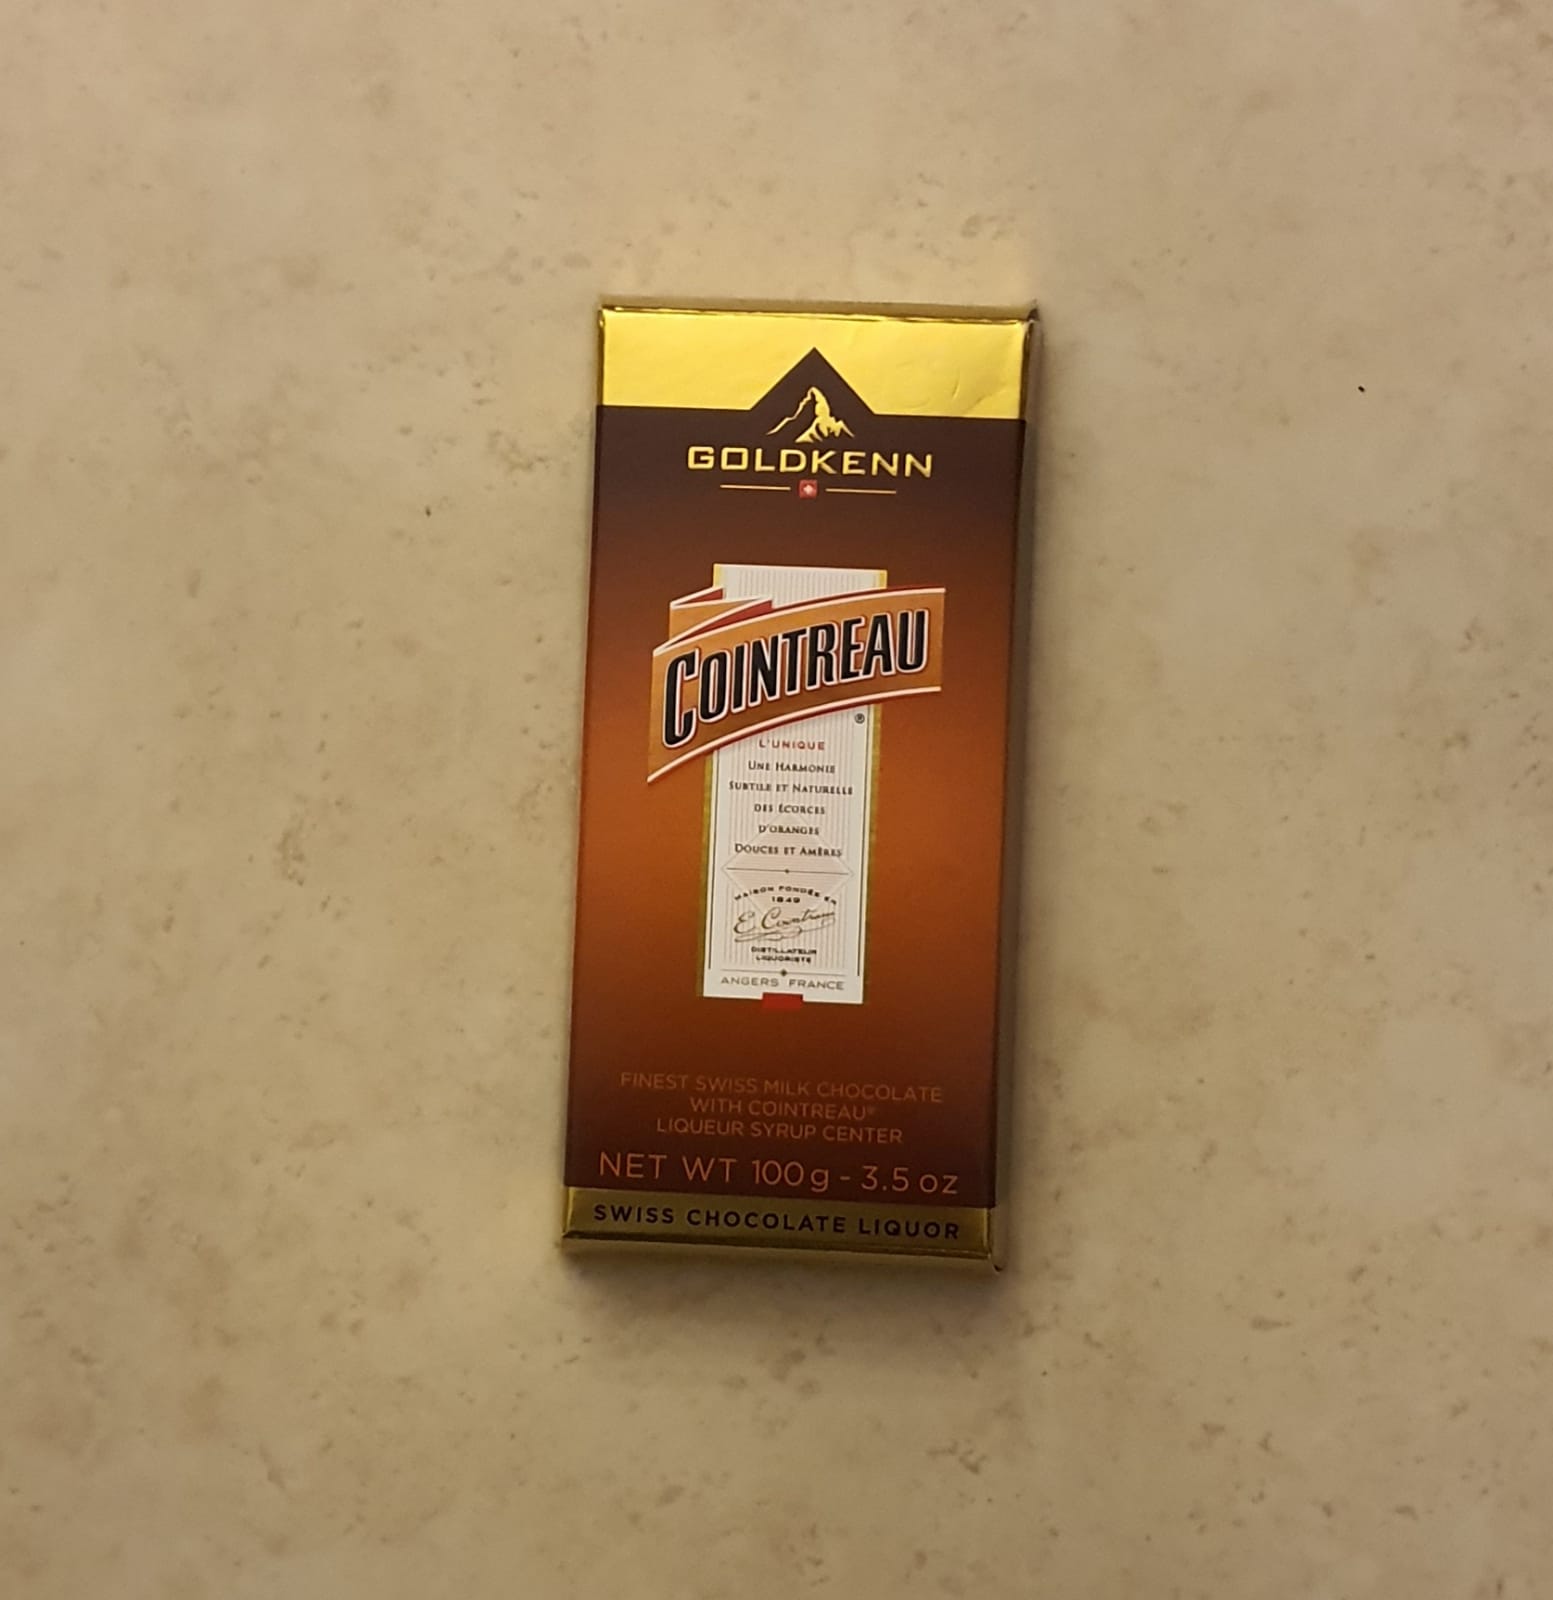 GOLDKENN
COINTREAU
®
L'UNIQUE
UNE HARMONIE
SUBTILE ET NATURELLE
DES ÉCORCES
D'ORANGES
DOUCES ET AMÈRES
MAISON FONDÉE EN
1849
E. Cointreau
DISTILLATEUR
LIQUORISTE
ANGERS FRANCE
FINEST SWISS MILK CHOCOLATE
WITH COINTREAU®
LIQUEUR SYRUP CENTER
NET WT 100g - 3.5 oz
SWISS CHOCOLATE LIQUOR